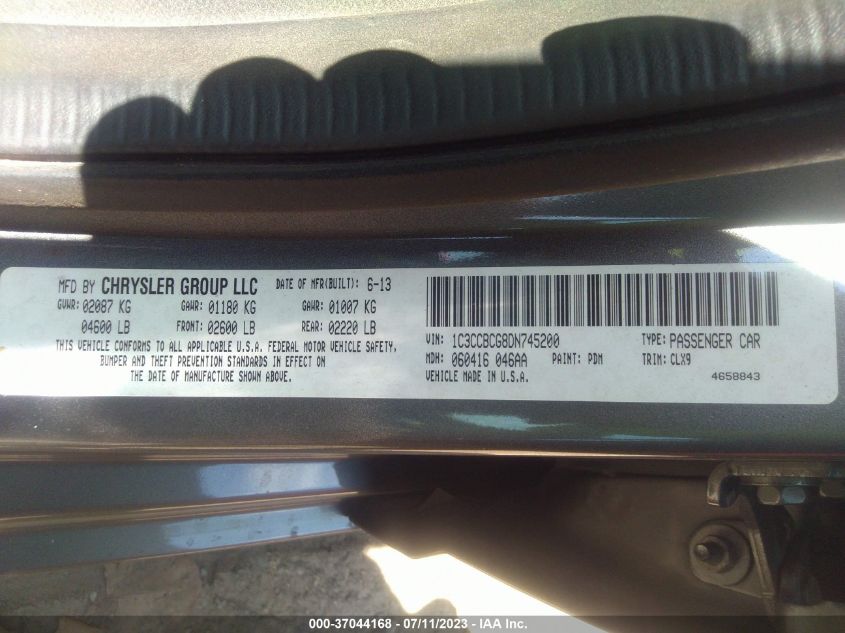 MFD BY CHRYSLER GROUP LLC DATE OF MFR(BUILT): 6-13
GVWR: 02087 KG GAWR: 01180 KG GAWR: 01007 KG
04600 LB FRONT: 02600 LB REAR: 02220 LB
THIS VEHICLE CONFORMS TO ALL APPLICABLE U.S.A. FEDERAL MOTOR VEHICLE SAFETY,
BUMPER AND THEFT PREVENTION STANDARDS IN EFFECT ON
THE DATE OF MANUFACTURE SHOWN ABOVE.
VIN: 1C3CCBCG8DN745200 TYPE: PASSENGER CAR
MDH: 060416 046AA PAINT: PDM TRIM: CLX9
VEHICLE MADE IN U.S.A. 4658843
000-37044168 - 07/11/2023 - IAA Inc.